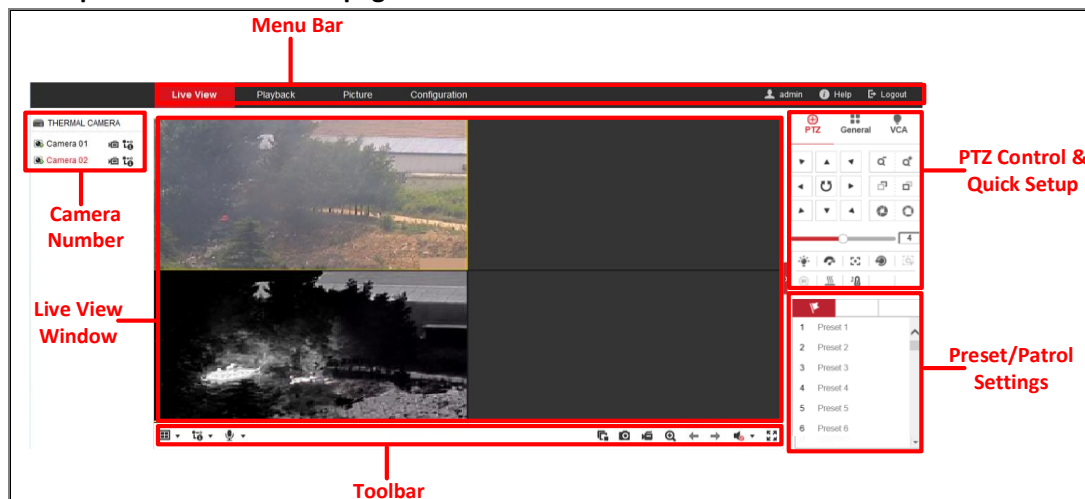 Menu Bar
Live View Playback Picture Configuration admin Help Logout
THERMAL CAMERA
Camera 01
Camera 02
Camera
Number
Live View
Window
PTZ General VCA
4
PTZ Control &
Quick Setup
1 Preset 1
2 Preset 2
3 Preset 3
4 Preset 4
5 Preset 5
6 Preset 6
Preset/Patrol
Settings
Toolbar